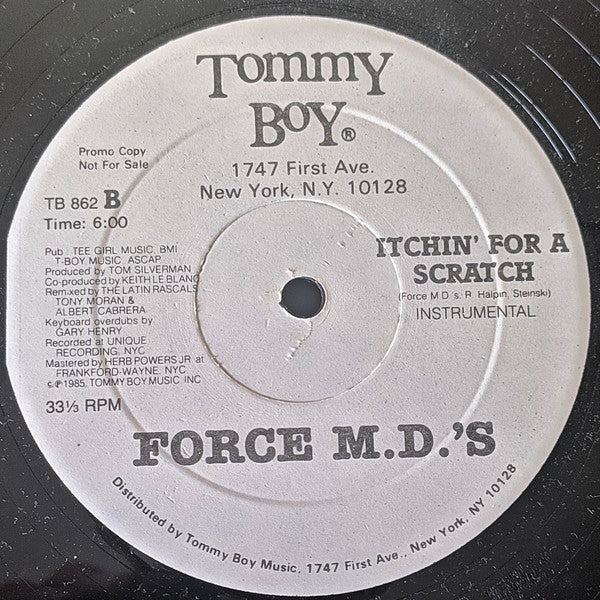 Tommy
Boy®
Promo Copy
Not For Sale
1747 First Ave.
New York, N.Y. 10128
TB 862 B
Time: 6:00
Pub TEE GIRL MUSIC, BMI
T-BOY MUSIC, ASCAP
Produced by TOM SILVERMAN
Co-produced by KEITH LE BLANC
Remixed by THE LATIN RASCALS
TONY MORAN &
ALBERT CABRERA
Keyboard overdubs by
GARY HENRY
Recorded at UNIQUE
RECORDING, NYC
Mastered by HERB POWERS JR. at
FRANKFORD-WAYNE, NYC
© ℗ 1985, TOMMY BOY MUSIC INC
33⅓ RPM
ITCHIN' FOR A
SCRATCH
(Force M.D.'s, R. Halpin, Steinski)
INSTRUMENTAL
FORCE M.D.'S
Distributed by Tommy Boy Music, 1747 First Ave., New York, NY 10128